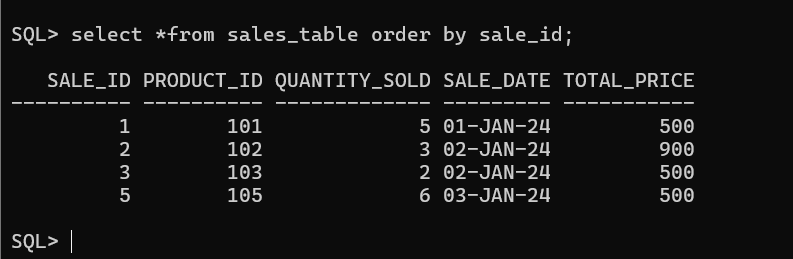 SQL> select *from sales_table order by sale_id;
   SALE_ID PRODUCT_ID QUANTITY_SOLD SALE_DATE TOTAL_PRICE
---------- ---------- ------------- --------- -----------
         1        101             5 01-JAN-24         500
         2        102             3 02-JAN-24         900
         3        103             2 02-JAN-24         500
         5        105             6 03-JAN-24         500
SQL>